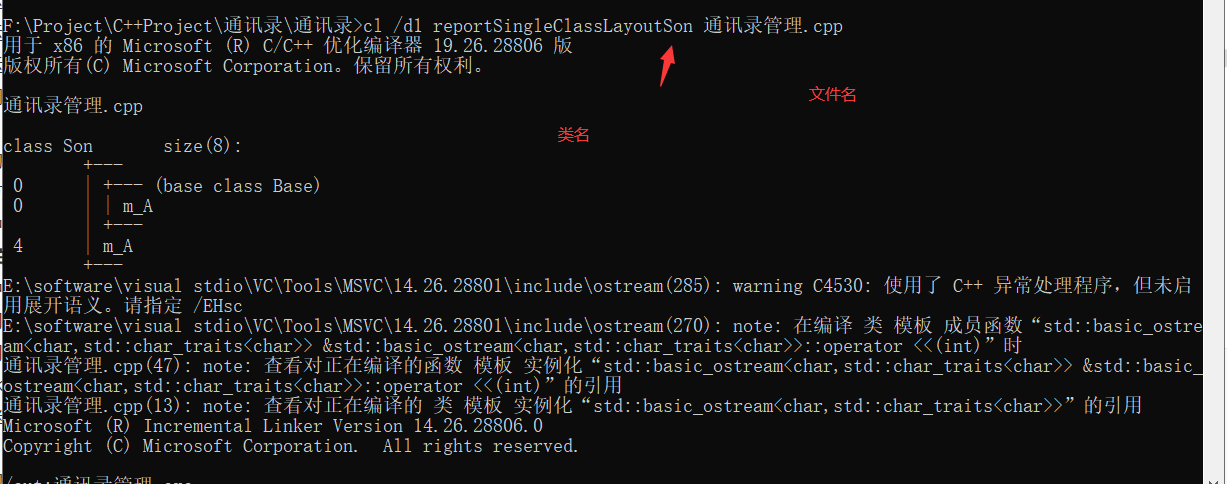 F:\Project\C++Project\通讯录\通讯录>cl /d1 reportSingleClassLayoutSon 通讯录管理.cpp
用于 x86 的 Microsoft (R) C/C++ 优化编译器 19.26.28806 版
版权所有(C) Microsoft Corporation。保留所有权利。
文件名
通讯录管理.cpp
类名
class Son size(8):
+---
0 | +--- (base class Base)
0 | | m_A
| +---
4 | m_A
+---
E:\software\visual stdio\VC\Tools\MSVC\14.26.28801\include\ostream(285): warning C4530: 使用了 C++ 异常处理程序，但未启
用展开语义。请指定 /EHsc
E:\software\visual stdio\VC\Tools\MSVC\14.26.28801\include\ostream(270): note: 在编译 类 模板 成员函数“std::basic_ostre
am<char,std::char_traits<char>> &std::basic_ostream<char,std::char_traits<char>>::operator <<(int)”时
通讯录管理.cpp(47): note: 查看对正在编译的函数 模板 实例化“std::basic_ostream<char,std::char_traits<char>> &std::basic_
ostream<char,std::char_traits<char>>::operator <<(int)”的引用
通讯录管理.cpp(13): note: 查看对正在编译的 类 模板 实例化“std::basic_ostream<char,std::char_traits<char>>”的引用
Microsoft (R) Incremental Linker Version 14.26.28806.0
Copyright (C) Microsoft Corporation.  All rights reserved.
/out:通讯录管理.exe